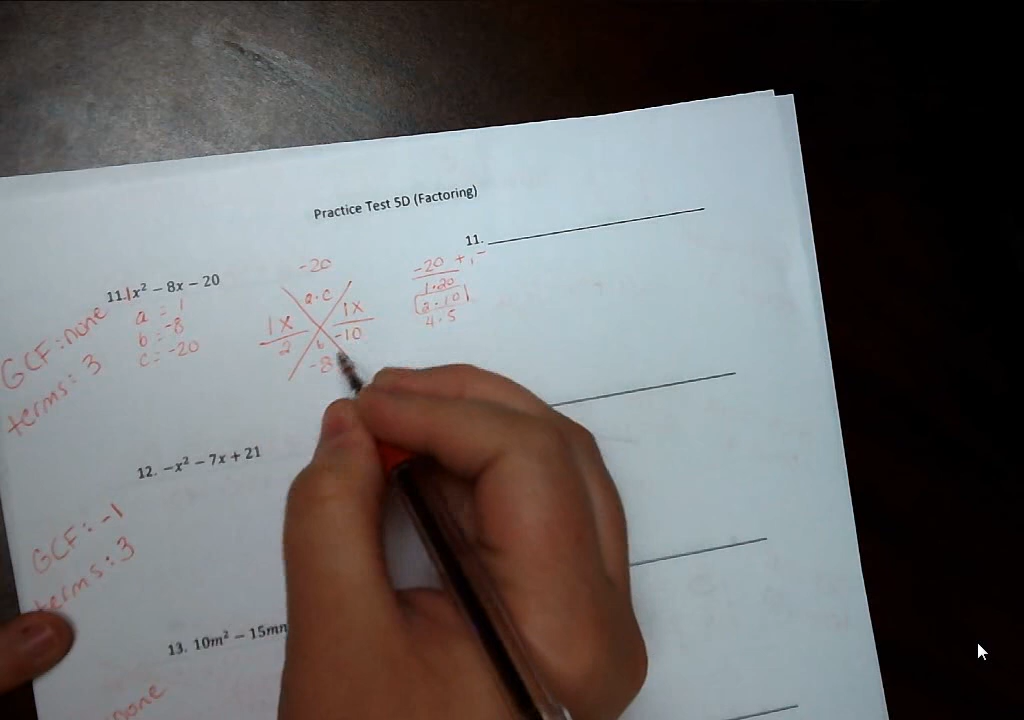 Practice Test 5D (Factoring)
11.
11. 1x² – 8x – 20
a = 1
b = -8
c = -20
GCF: none
terms: 3
-20
a·c
1x 1x
2 b -10
-8
-20 +, -
1·20
2·10
4·5
12. –x² – 7x + 21
GCF: -1
terms: 3
13. 10m² – 15mn
none